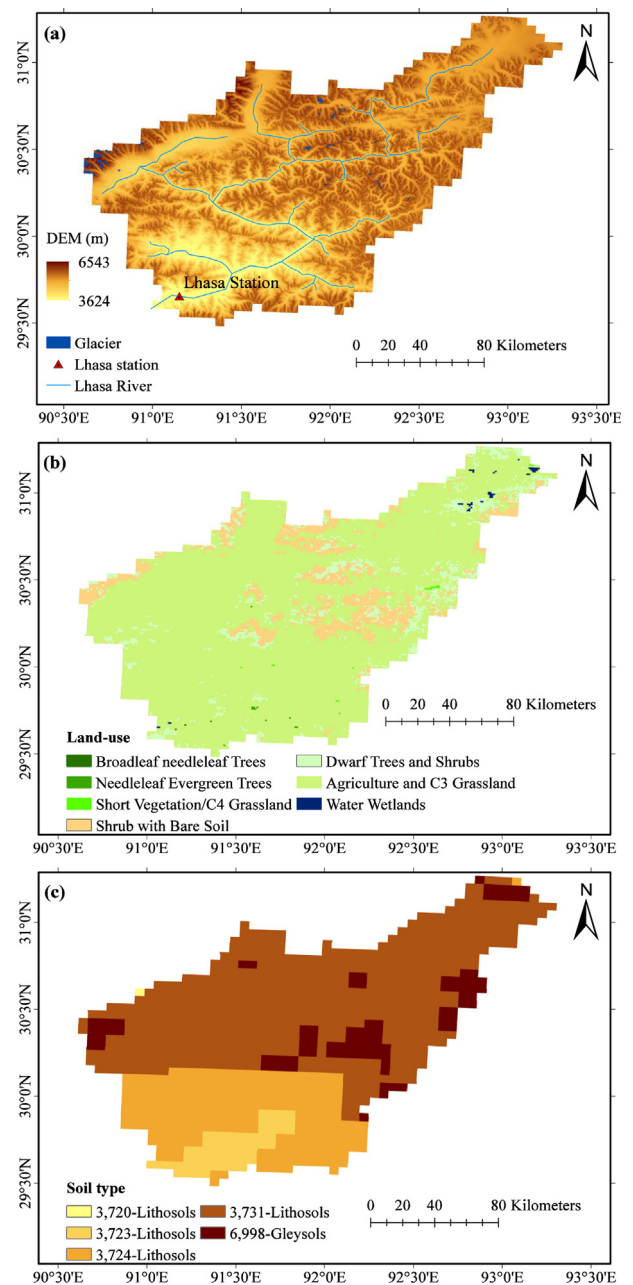 (a)
N
31°0'N
30°30'N
30°0'N
29°30'N
DEM (m)
6543
3624
Lhasa Station
Glacier
Lhasa station
Lhasa River
0 20 40 80 Kilometers
90°30'E 91°0'E 91°30'E 92°0'E 92°30'E 93°0'E 93°30'E
(b)
N
31°0'N
30°30'N
30°0'N
29°30'N
0 20 40 80 Kilometers
Land-use
Broadleaf needleleaf Trees Dwarf Trees and Shrubs
Needleleaf Evergreen Trees Agriculture and C3 Grassland
Short Vegetation/C4 Grassland Water Wetlands
Shrub with Bare Soil
90°30'E 91°0'E 91°30'E 92°0'E 92°30'E 93°0'E 93°30'E
(c)
N
31°0'N
30°30'N
30°0'N
29°30'N
Soil type
3,720-Lithosols 3,731-Lithosols
3,723-Lithosols 6,998-Gleysols
3,724-Lithosols
0 20 40 80 Kilometers
90°30'E 91°0'E 91°30'E 92°0'E 92°30'E 93°0'E 93°30'E